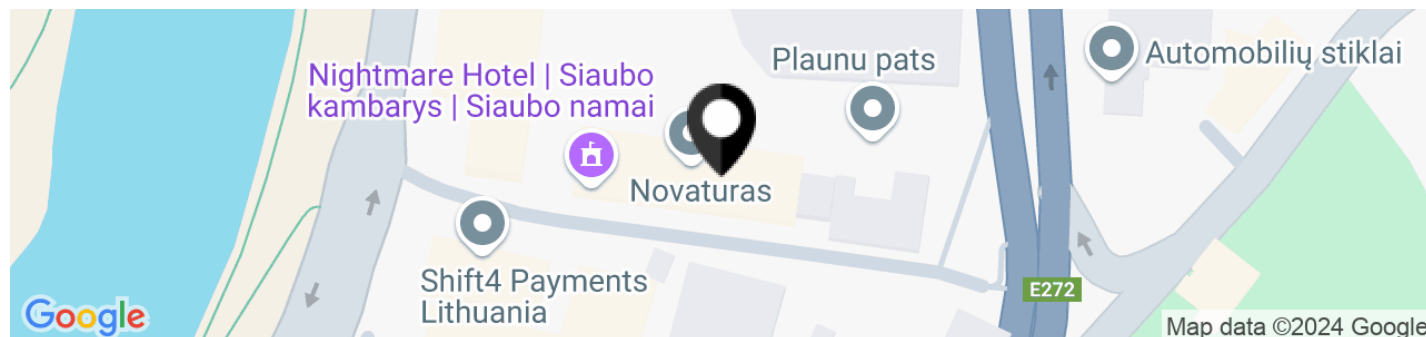 Nightmare Hotel | Siaubo
kambarys | Siaubo namai
Plaunu pats
Automobilių stiklai
Novaturas
Shift4 Payments
Lithuania
E272
Google
Map data ©2024 Google